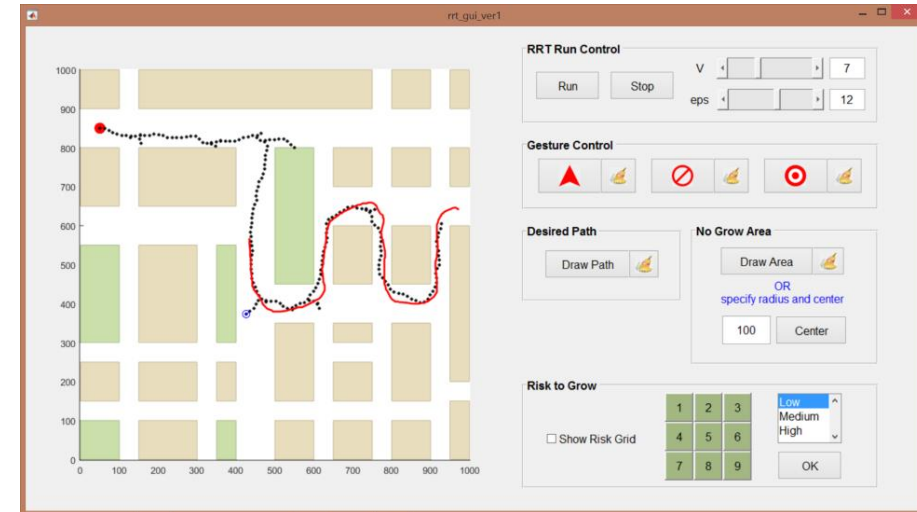 rrt_gui_ver1
1000
900
800
700
600
500
400
300
200
100
0
0 100 200 300 400 500 600 700 800 900 1000
RRT Run Control
Run Stop
V 7
eps 12
Gesture Control
Desired Path
Draw Path
No Grow Area
Draw Area
OR
specify radius and center
100 Center
Risk to Grow
Show Risk Grid
1 2 3
4 5 6
7 8 9
Low
Medium
High
OK